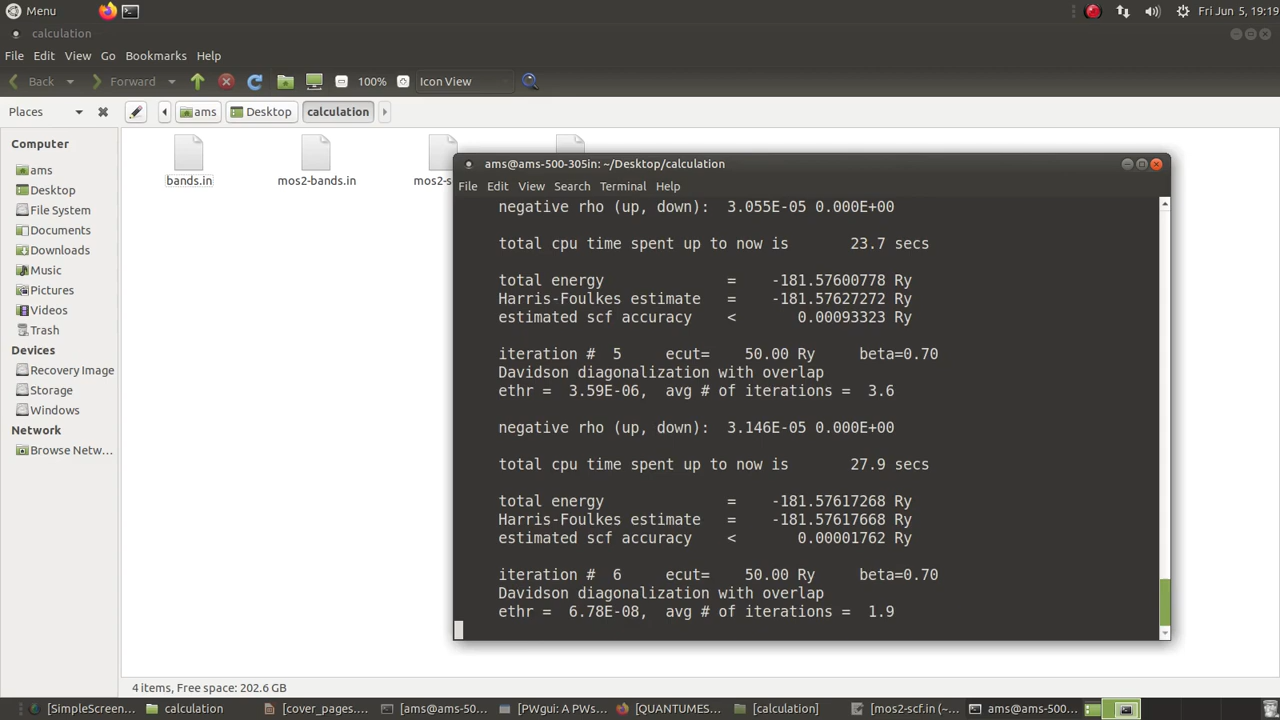 Menu
Fri Jun 5, 19:19
calculation
File Edit View Go Bookmarks Help
Back Forward 100% Icon View
Places ams Desktop calculation
Computer
ams
Desktop
File System
Documents
Downloads
Music
Pictures
Videos
Trash
Devices
Recovery Image
Storage
Windows
Network
Browse Netw...
bands.in mos2-bands.in mos2-s
ams@ams-500-305in: ~/Desktop/calculation
File Edit View Search Terminal Help
negative rho (up, down): 3.055E-05 0.000E+00
total cpu time spent up to now is 23.7 secs
total energy = -181.57600778 Ry
Harris-Foulkes estimate = -181.57627272 Ry
estimated scf accuracy < 0.00093323 Ry
iteration # 5 ecut= 50.00 Ry beta=0.70
Davidson diagonalization with overlap
ethr = 3.59E-06, avg # of iterations = 3.6
negative rho (up, down): 3.146E-05 0.000E+00
total cpu time spent up to now is 27.9 secs
total energy = -181.57617268 Ry
Harris-Foulkes estimate = -181.57617668 Ry
estimated scf accuracy < 0.00001762 Ry
iteration # 6 ecut= 50.00 Ry beta=0.70
Davidson diagonalization with overlap
ethr = 6.78E-08, avg # of iterations = 1.9
4 items, Free space: 202.6 GB
[SimpleScreen... calculation [cover_pages.... [ams@ams-50... [PWgui: A PWs... [QUANTUMES... [calculation] [mos2-scf.in (~... ams@ams-500...